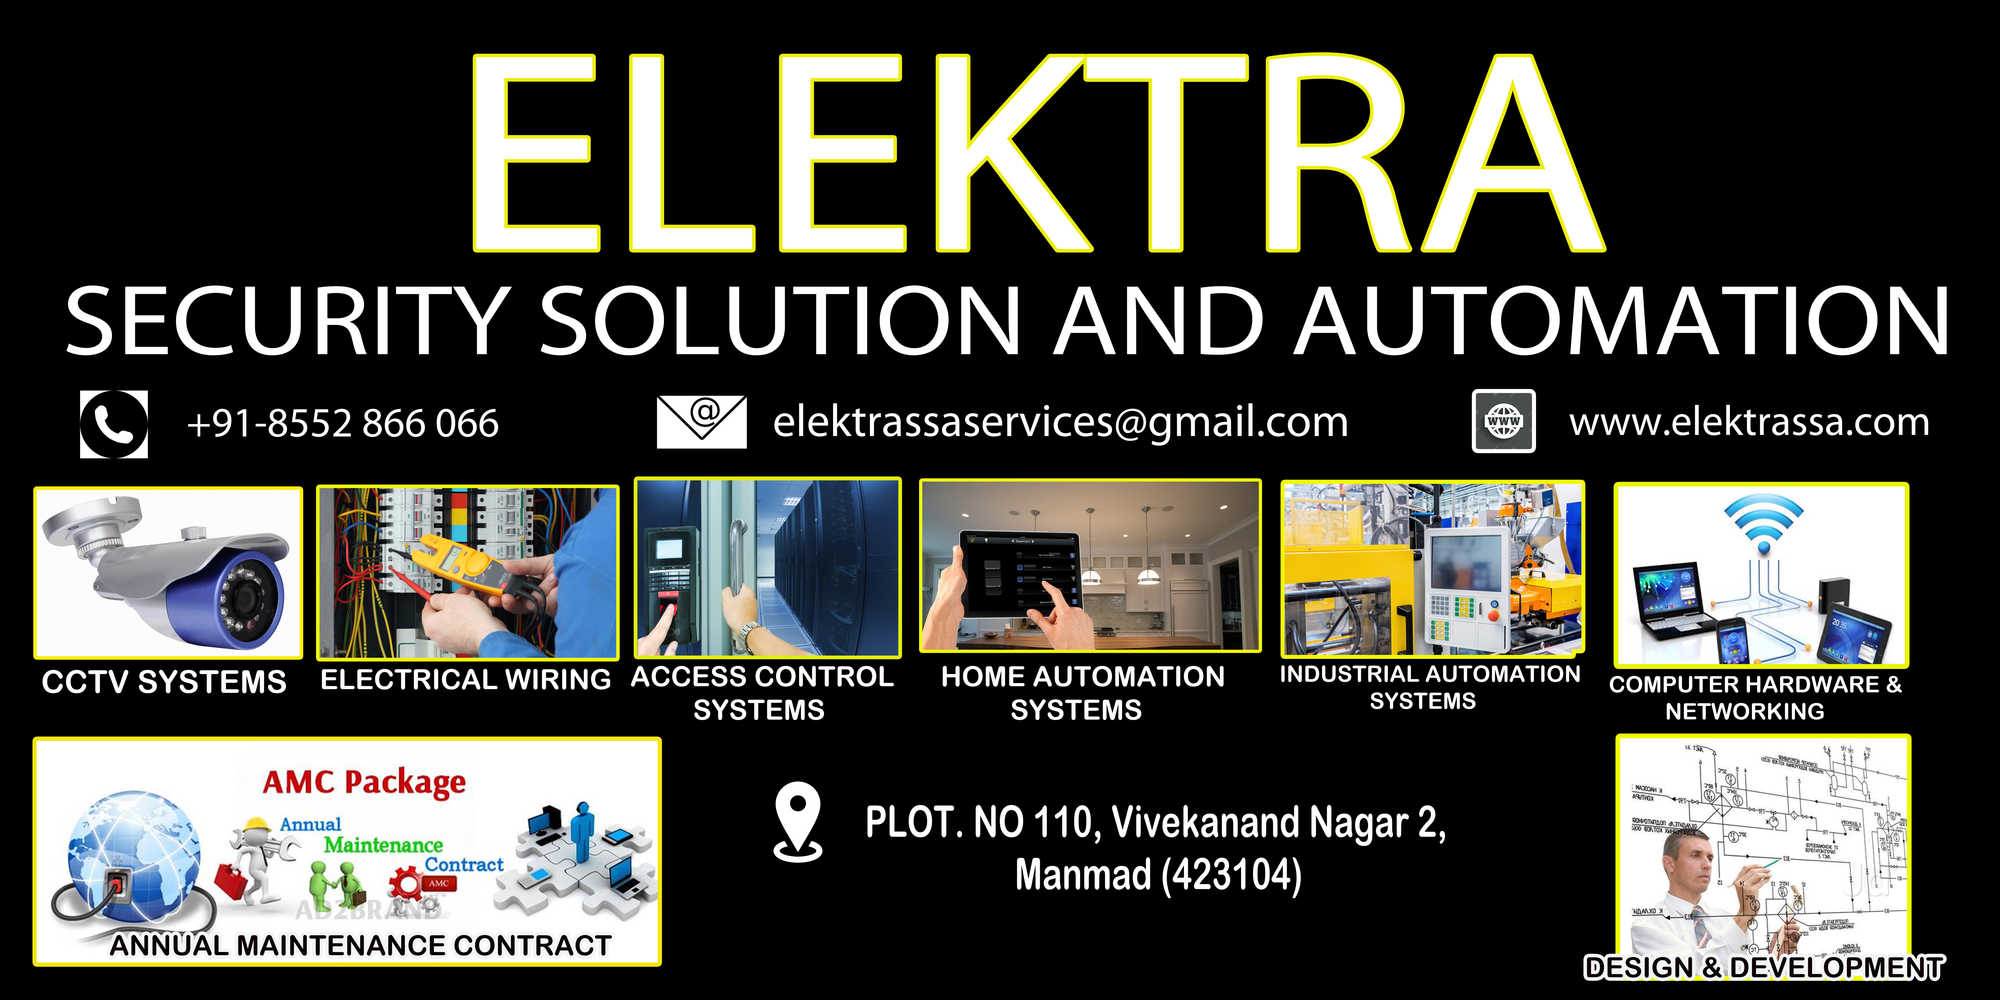 ELEKTRA
SECURITY SOLUTION AND AUTOMATION
+91-8552 866 066
elektrassaservices@gmail.com
www
www.elektrassa.com
CCTV SYSTEMS
ELECTRICAL WIRING
ACCESS CONTROL
SYSTEMS
HOME AUTOMATION
SYSTEMS
INDUSTRIAL AUTOMATION
SYSTEMS
COMPUTER HARDWARE &
NETWORKING
AMC Package
Annual
Maintenance
Contract
AMC
AD2BRAND
ANNUAL MAINTENANCE CONTRACT
PLOT. NO 110, Vivekanand Nagar 2,
Manmad (423104)
DESIGN & DEVELOPMENT